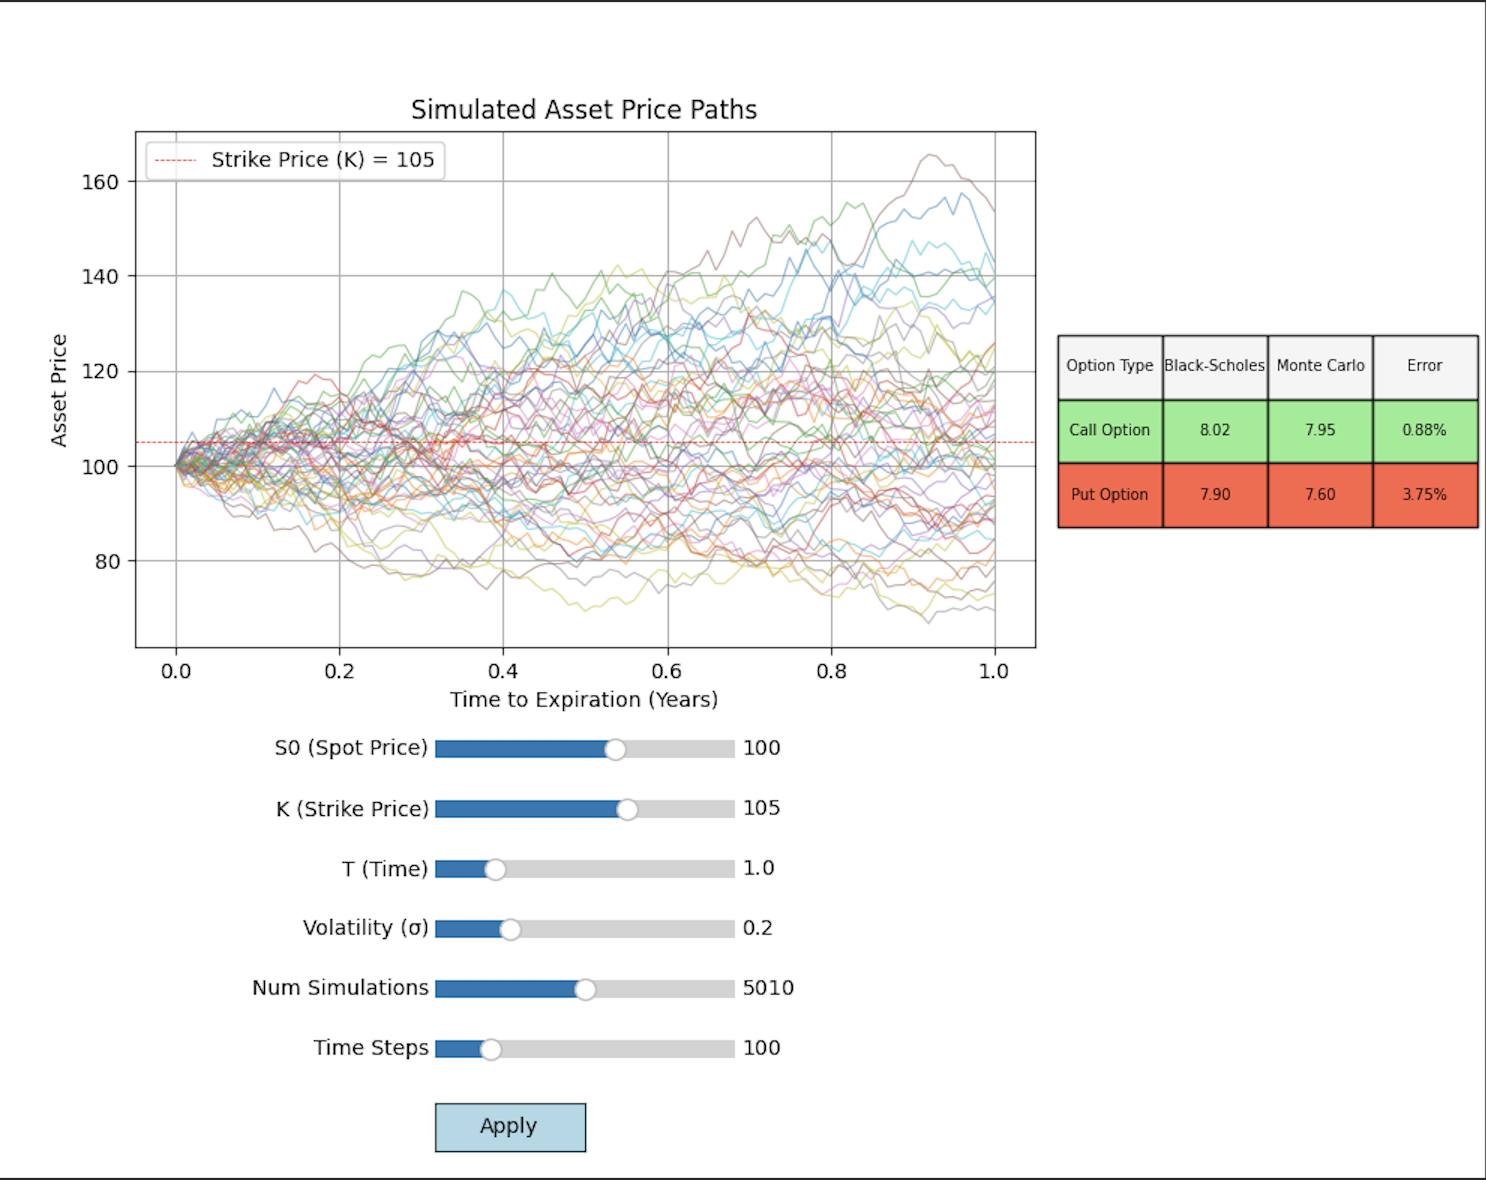 Simulated Asset Price Paths
Strike Price (K) = 105
Asset Price
160
140
120
100
80
0.0 0.2 0.4 0.6 0.8 1.0
Time to Expiration (Years)
Option Type Black-Scholes Monte Carlo Error
Call Option 8.02 7.95 0.88%
Put Option 7.90 7.60 3.75%
S0 (Spot Price) 100
K (Strike Price) 105
T (Time) 1.0
Volatility (σ) 0.2
Num Simulations 5010
Time Steps 100
Apply